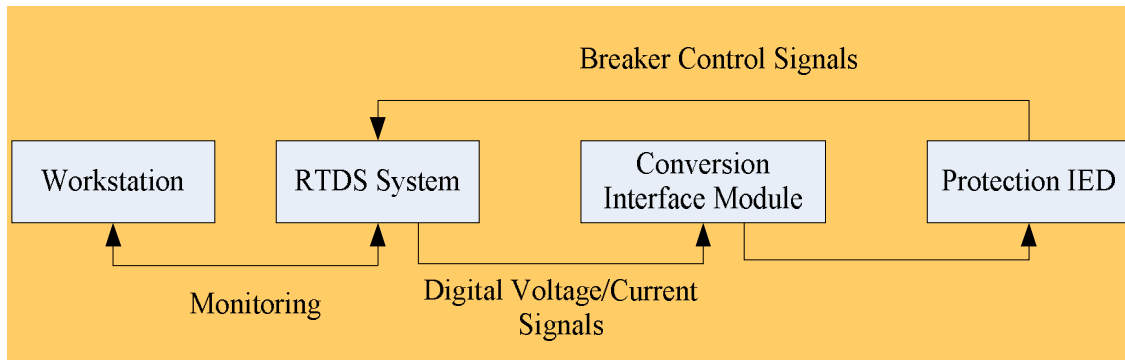 Breaker Control Signals
Workstation
RTDS System
Conversion
Interface Module
Protection IED
Monitoring
Digital Voltage/Current
Signals